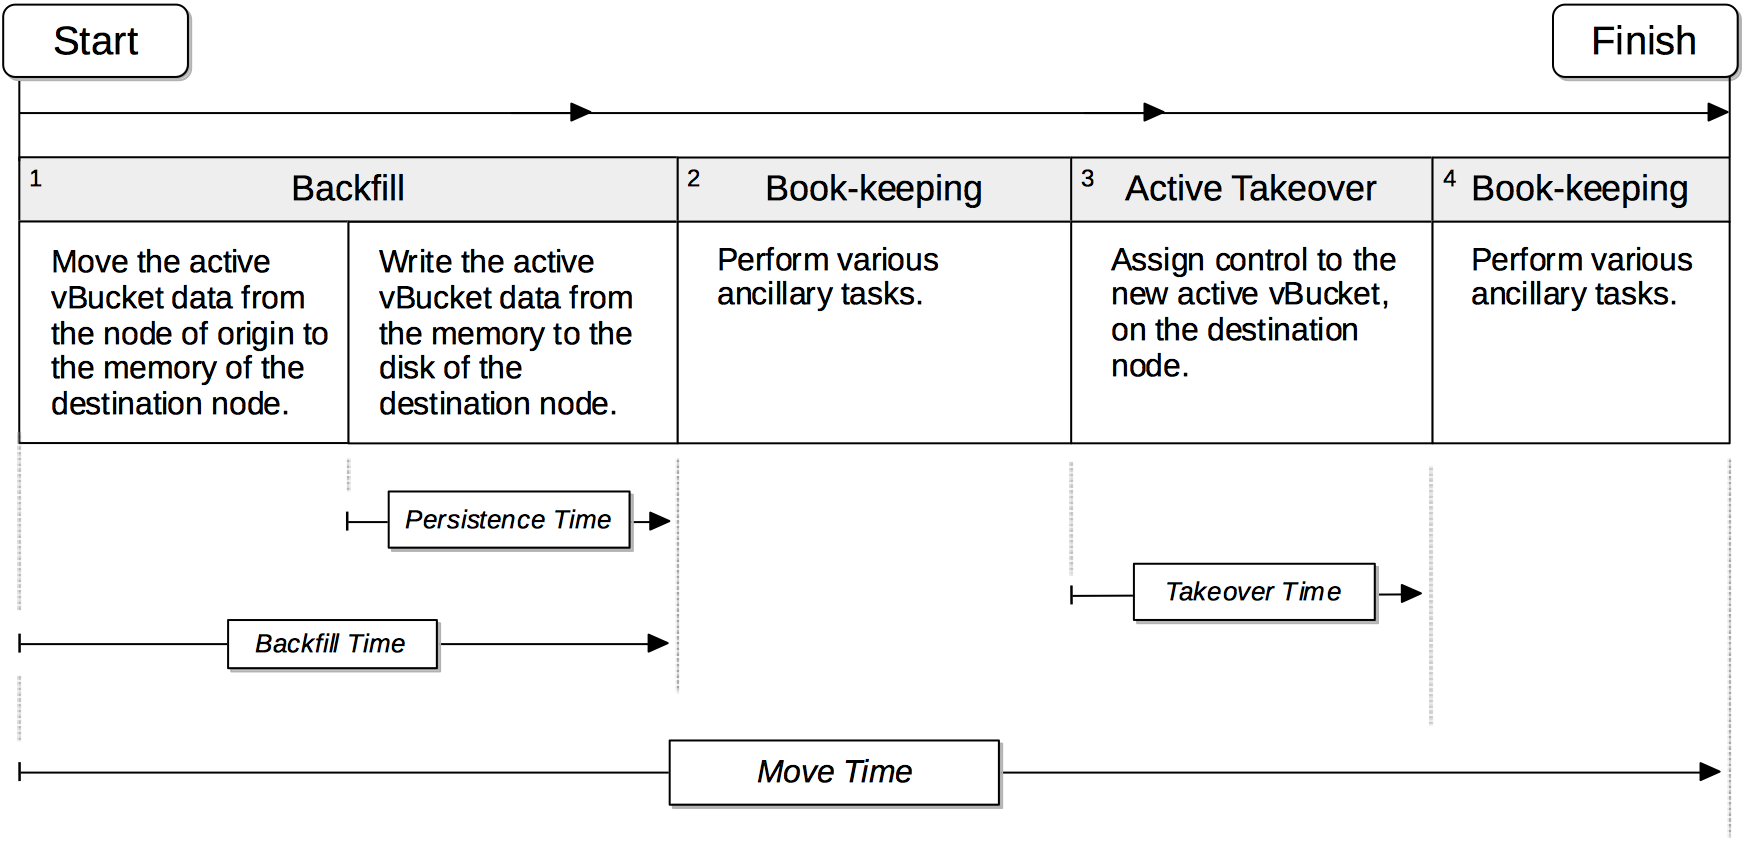 Start
Finish
1
Backfill
2
Book-keeping
3
Active Takeover
4
Book-keeping
Move the active
vBucket data from
the node of origin to
the memory of the
destination node.
Write the active
vBucket data from
the memory to the
disk of the
destination node.
Perform various
ancillary tasks.
Assign control to the
new active vBucket,
on the destination
node.
Perform various
ancillary tasks.
Persistence Time
Takeover Time
Backfill Time
Move Time